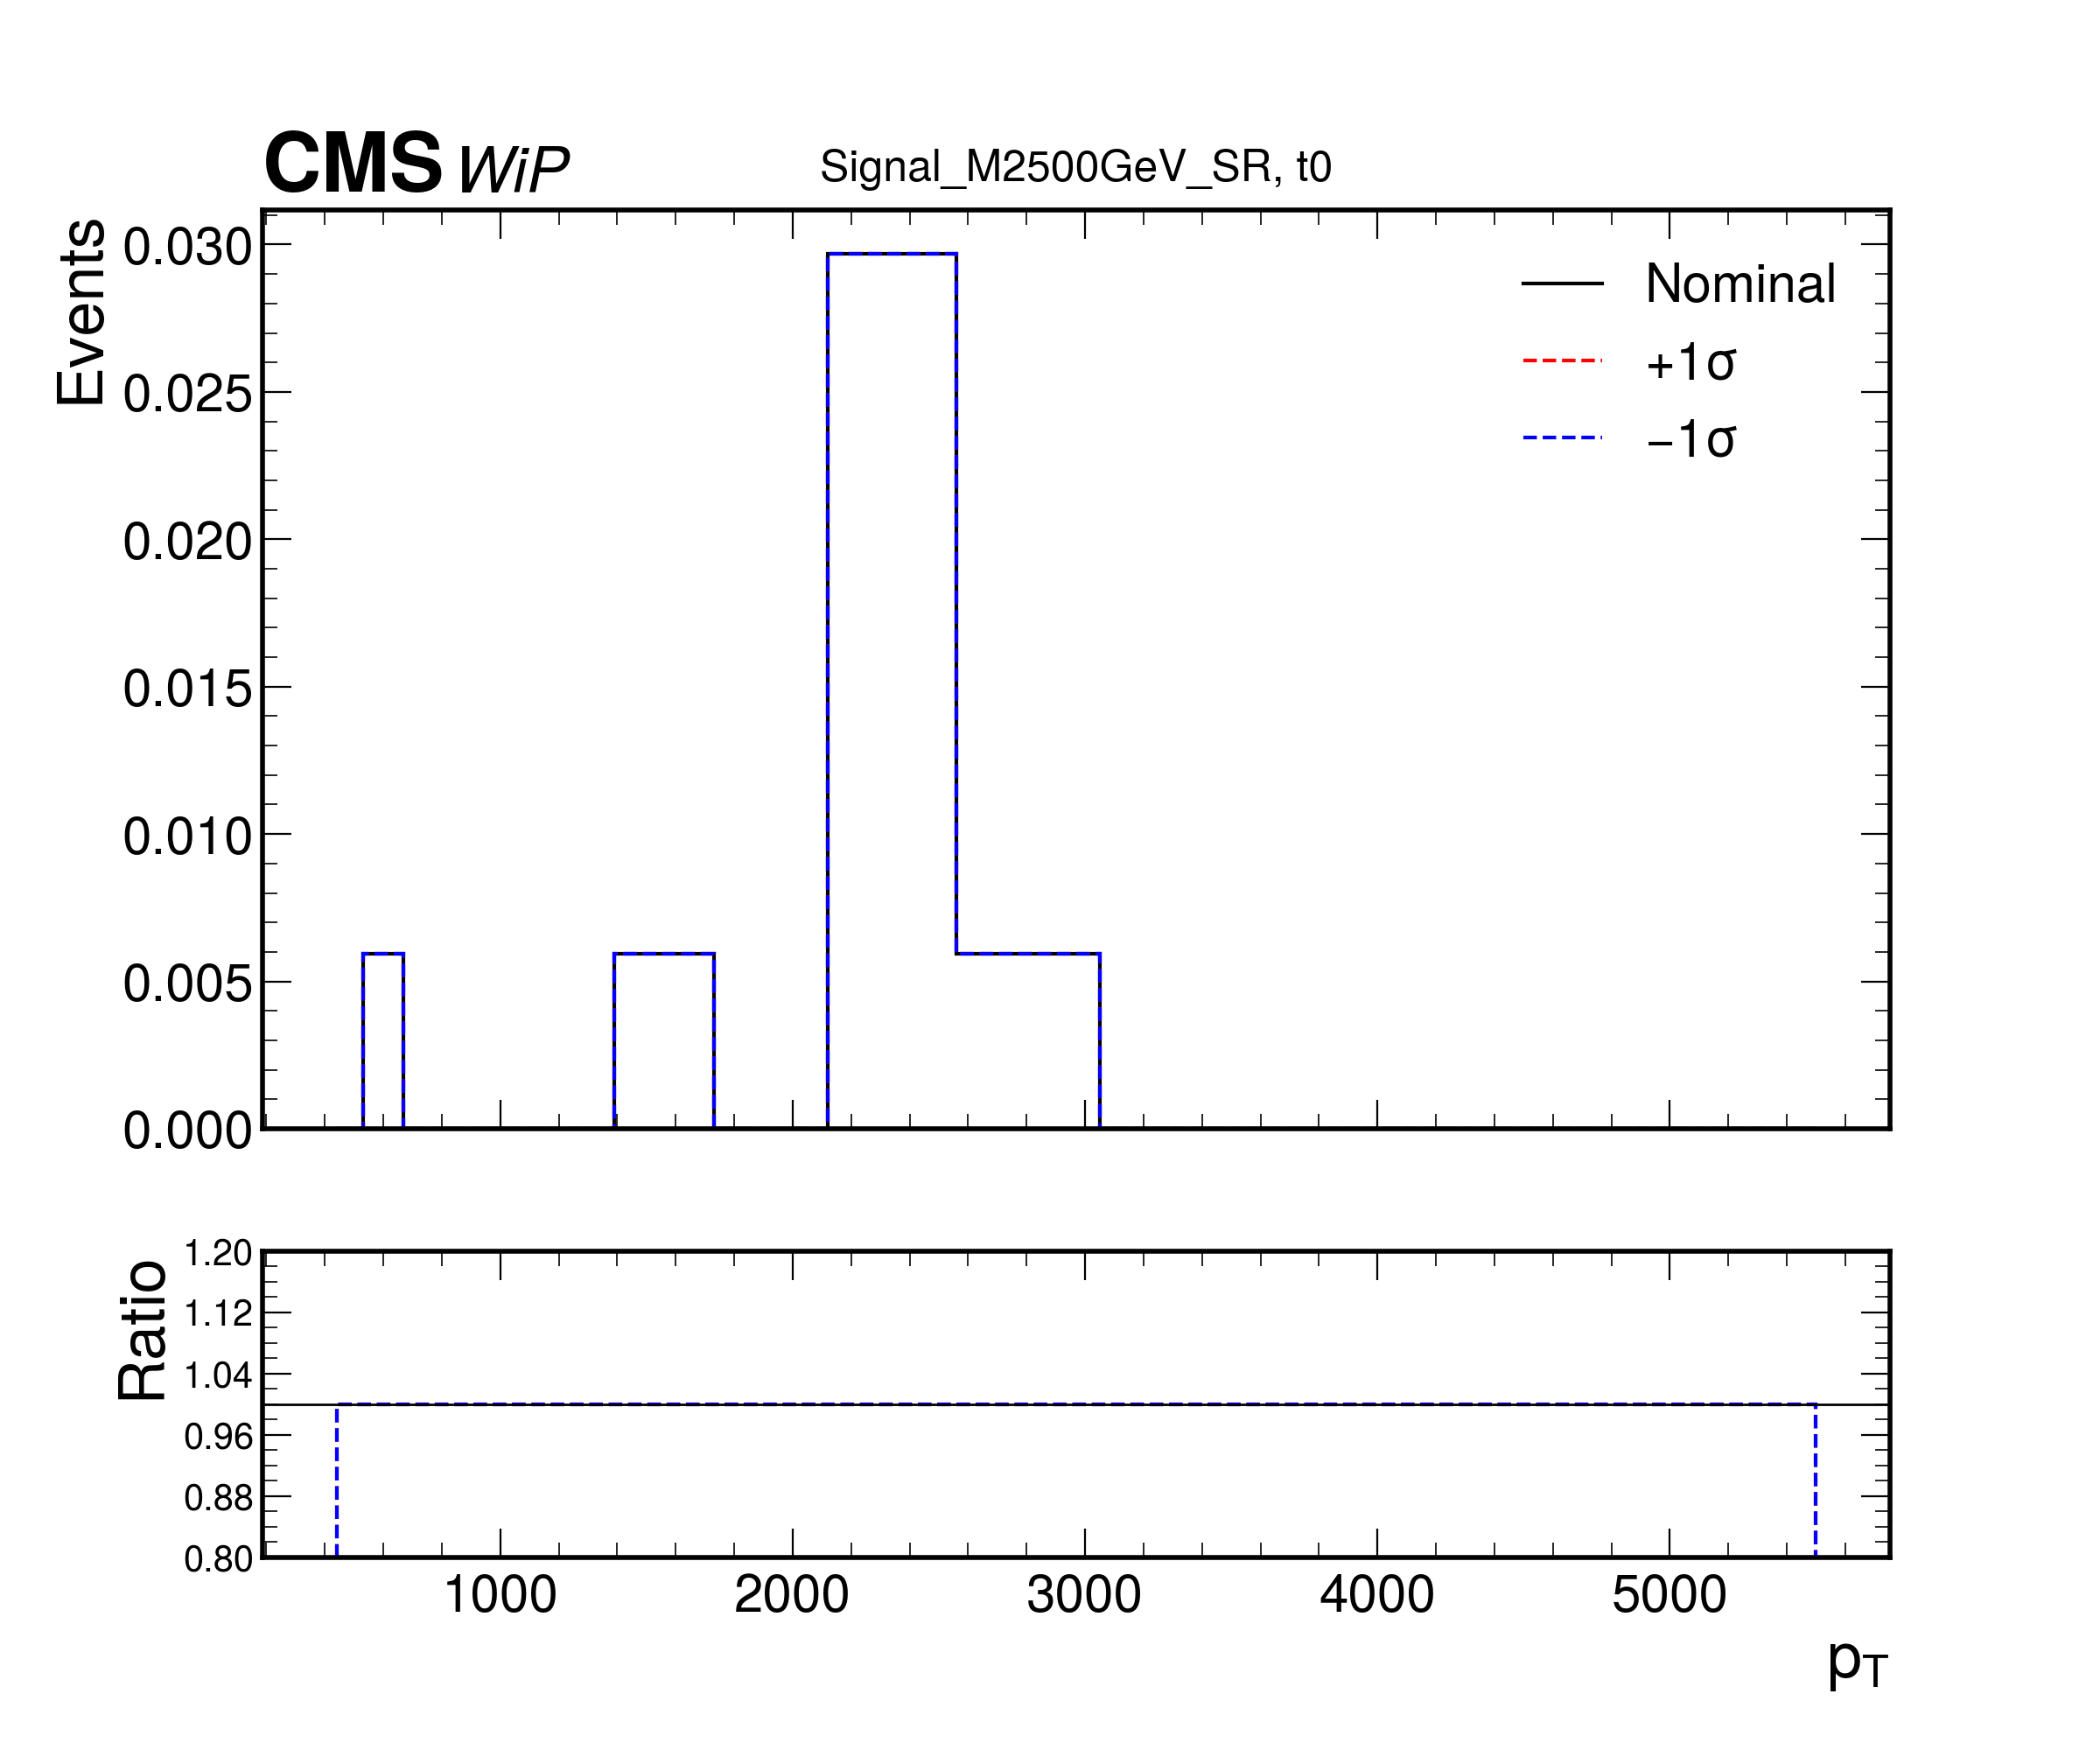 CMS WiP
Signal_M2500GeV_SR, t0
Events
0.030
0.025
0.020
0.015
0.010
0.005
0.000
Nominal
+1σ
−1σ
Ratio
1.20
1.12
1.04
0.96
0.88
0.80
1000 2000 3000 4000 5000
pT